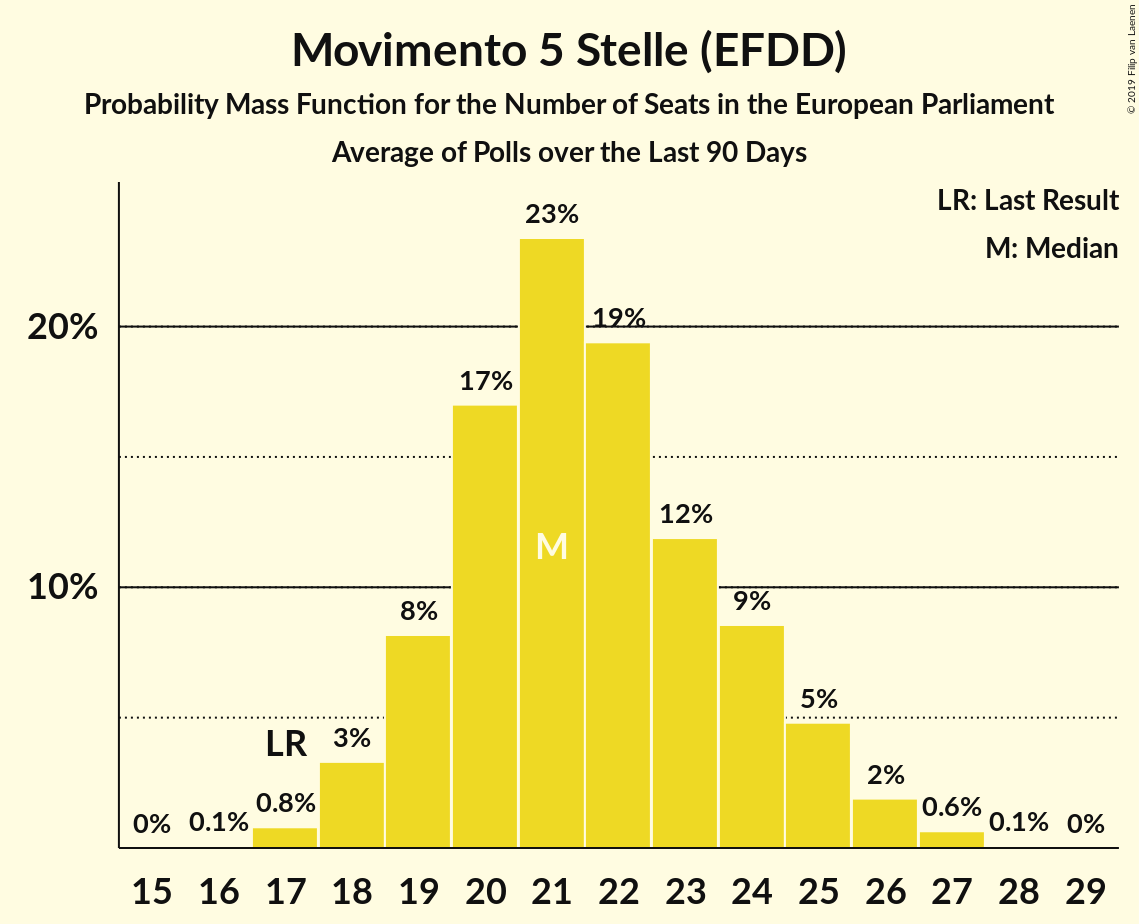 Movimento 5 Stelle (EFDD)
Probability Mass Function for the Number of Seats in the European Parliament
Average of Polls over the Last 90 Days
© 2019 Filip van Laenen
LR: Last Result
M: Median
23%
20%
19%
17%
12%
M
10%
9%
8%
5%
LR
3%
2%
0.8%
0.6%
0%
0.1%
0.1%
0%
15 16 17 18 19 20 21 22 23 24 25 26 27 28 29